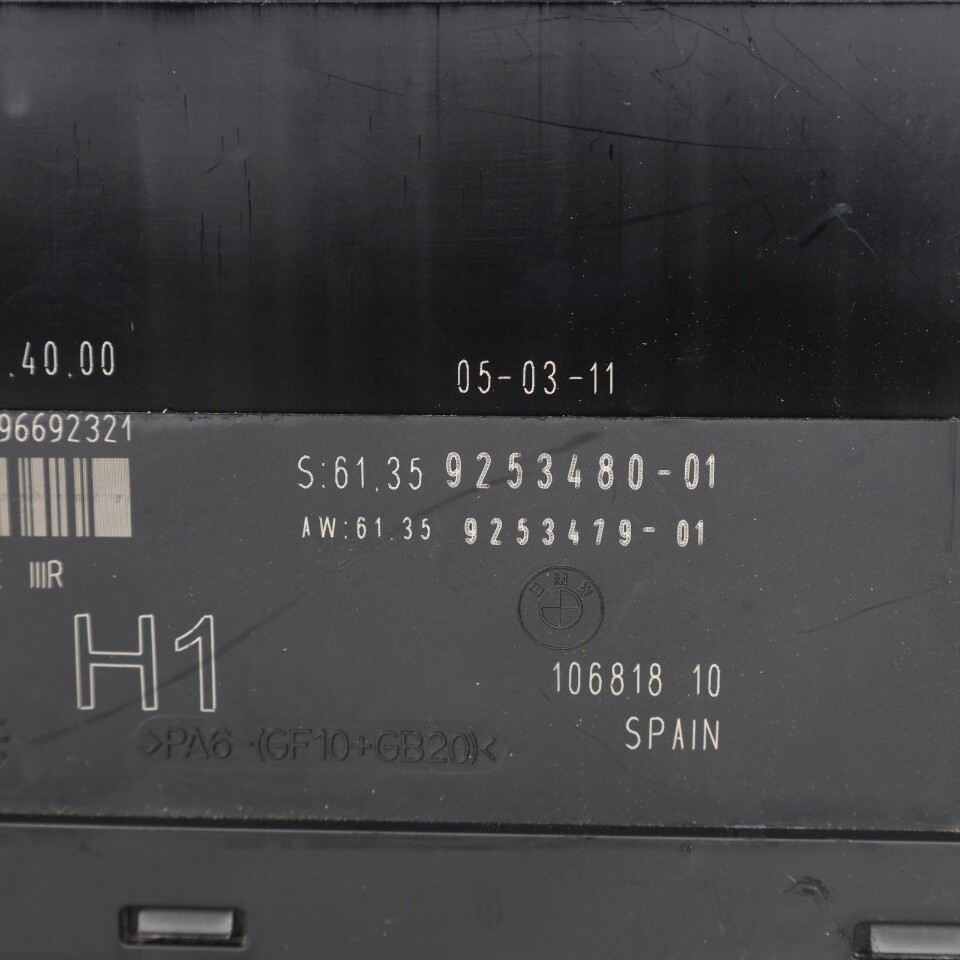 .40.00
05-03-11
96692321
S:61.35 9253480-01
AW:61.35 9253479-01
R
BMW
H1
106818 10
SPAIN
>PA6-(GF10+GB20)<